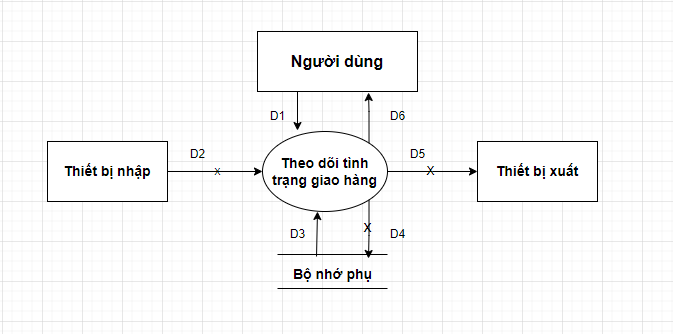 Người dùng
D1
D6
D2
Theo dõi tình
trạng giao hàng
D5
Thiết bị nhập
x
X
Thiết bị xuất
D3
X
D4
Bộ nhớ phụ